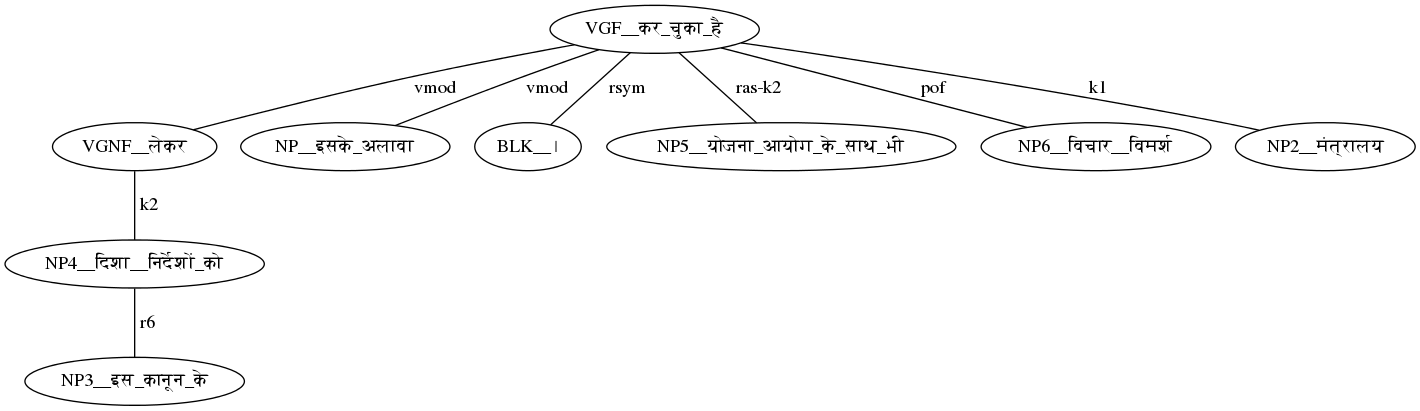 VGF__कर_चुका_है
vmod vmod rsym ras-k2 pof k1
VGNF__लेकर NP__इसके_अलावा BLK__। NP5__योजना_आयोग_के_साथ_भी NP6__विचार__विमर्श NP2__मंत्रालय
k2
NP4__दिशा__निर्देशों_को
r6
NP3__इस_कानून_के